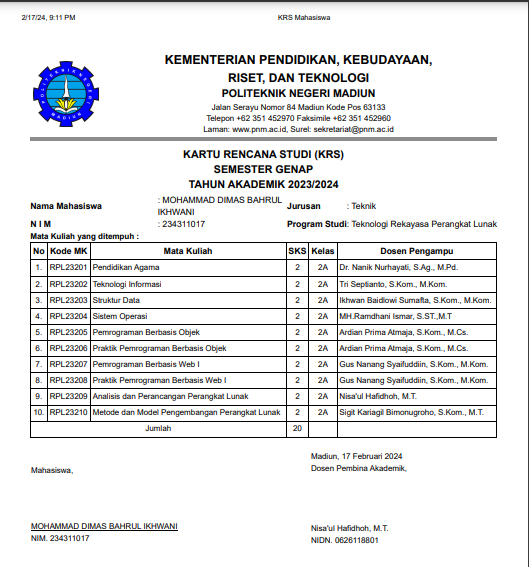 2/17/24, 9:11 PM KRS Mahasiswa
KEMENTERIAN PENDIDIKAN, KEBUDAYAAN,
RISET, DAN TEKNOLOGI
POLITEKNIK NEGERI MADIUN
Jalan Serayu Nomor 84 Madiun Kode Pos 63133
Telepon +62 351 452970 Faksimile +62 351 452960
Laman: www.pnm.ac.id, Surel: sekretariat@pnm.ac.id
POLITEKNIK NEGERI
MADIUN
KARTU RENCANA STUDI (KRS)
SEMESTER GENAP
TAHUN AKADEMIK 2023/2024
Nama Mahasiswa : MOHAMMAD DIMAS BAHRUL IKHWANI Jurusan : Teknik
N I M : 234311017 Program Studi : Teknologi Rekayasa Perangkat Lunak
Mata Kuliah yang ditempuh :
No Kode MK Mata Kuliah SKS Kelas Dosen Pengampu
1. RPL23201 Pendidikan Agama 2 2A Dr. Nanik Nurhayati, S.Ag., M.Pd.
2. RPL23202 Teknologi Informasi 2 2A Tri Septianto, S.Kom., M.Kom.
3. RPL23203 Struktur Data 2 2A Ikhwan Baidlowi Sumafta, S.Kom., M.Kom.
4. RPL23204 Sistem Operasi 2 2A MH.Ramdhani Ismar, S.ST.,M.T
5. RPL23205 Pemrograman Berbasis Objek 2 2A Ardian Prima Atmaja, S.Kom., M.Cs.
6. RPL23206 Praktik Pemrograman Berbasis Objek 2 2A Ardian Prima Atmaja, S.Kom., M.Cs.
7. RPL23207 Pemrograman Berbasis Web I 2 2A Gus Nanang Syaifuddiin, S.Kom., M.Kom.
8. RPL23208 Praktik Pemrograman Berbasis Web I 2 2A Gus Nanang Syaifuddiin, S.Kom., M.Kom.
9. RPL23209 Analisis dan Perancangan Perangkat Lunak 2 2A Nisa'ul Hafidhoh, M.T.
10. RPL23210 Metode dan Model Pengembangan Perangkat Lunak 2 2A Sigit Kariagil Bimonugroho, S.Kom., M.T.
Jumlah 20
Madiun, 17 Februari 2024
Mahasiswa, Dosen Pembina Akademik,
MOHAMMAD DIMAS BAHRUL IKHWANI Nisa'ul Hafidhoh, M.T.
NIM. 234311017 NIDN. 0626118801